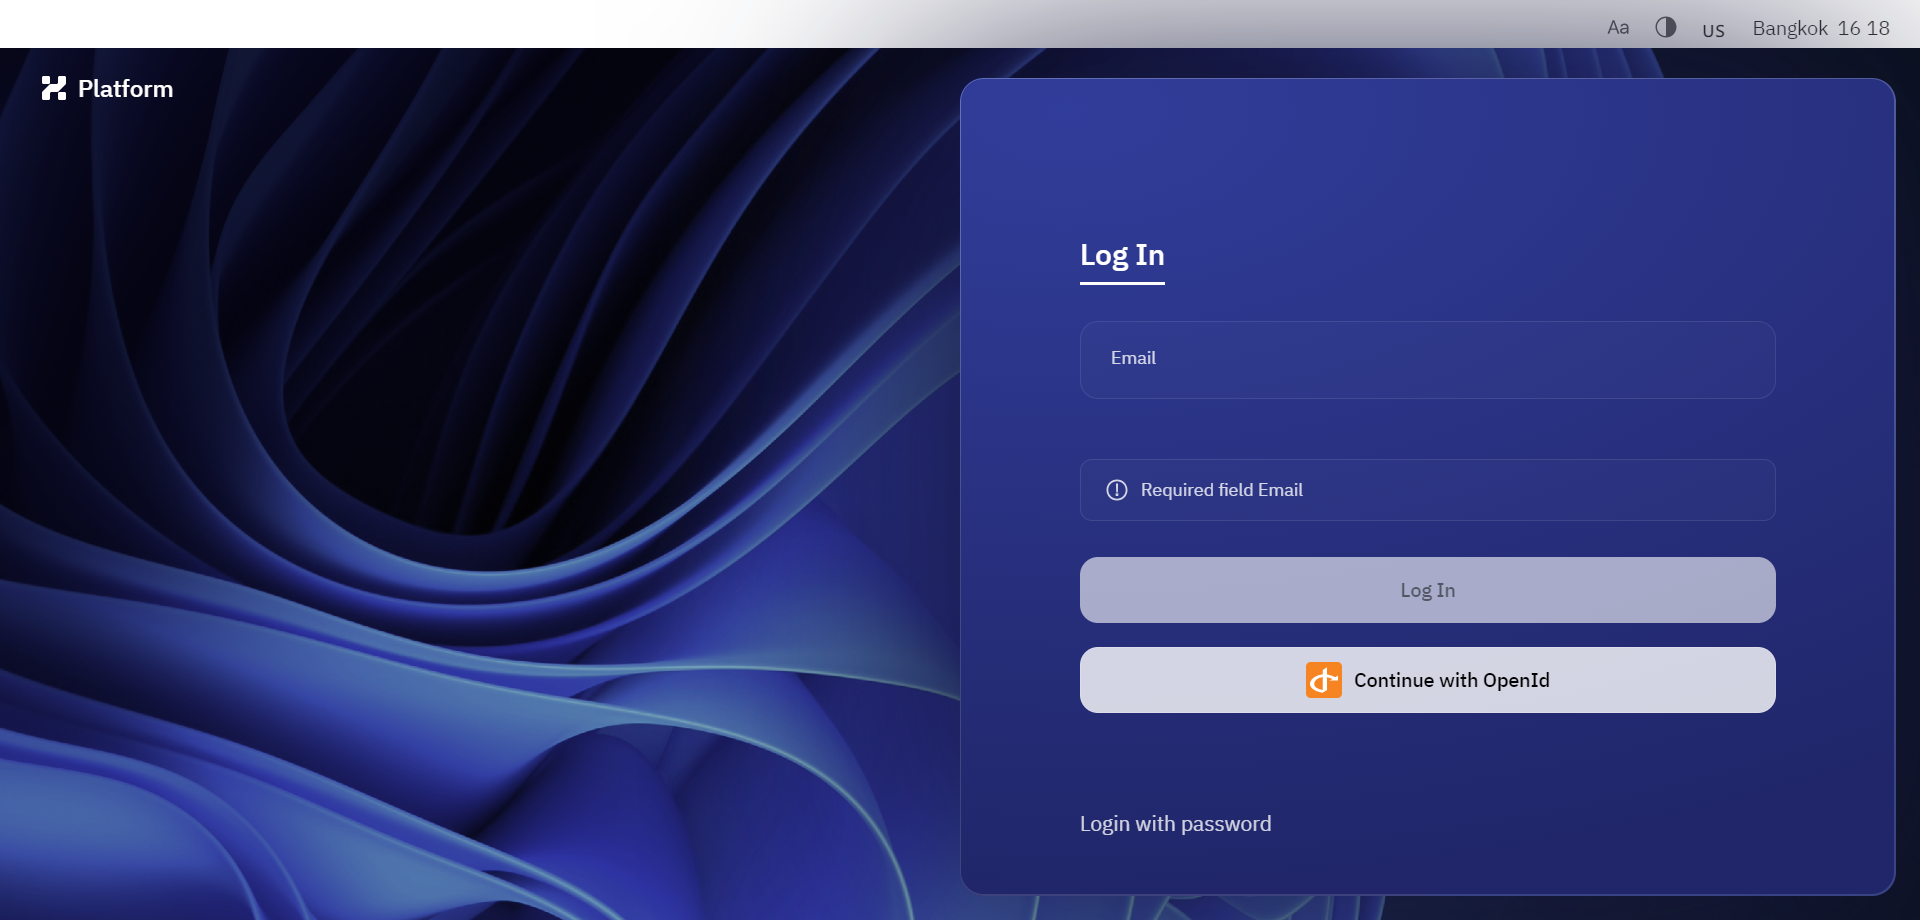 Aa US Bangkok 16 18
Platform
Log In
Email
Required field Email
Log In
Continue with OpenId
Login with password